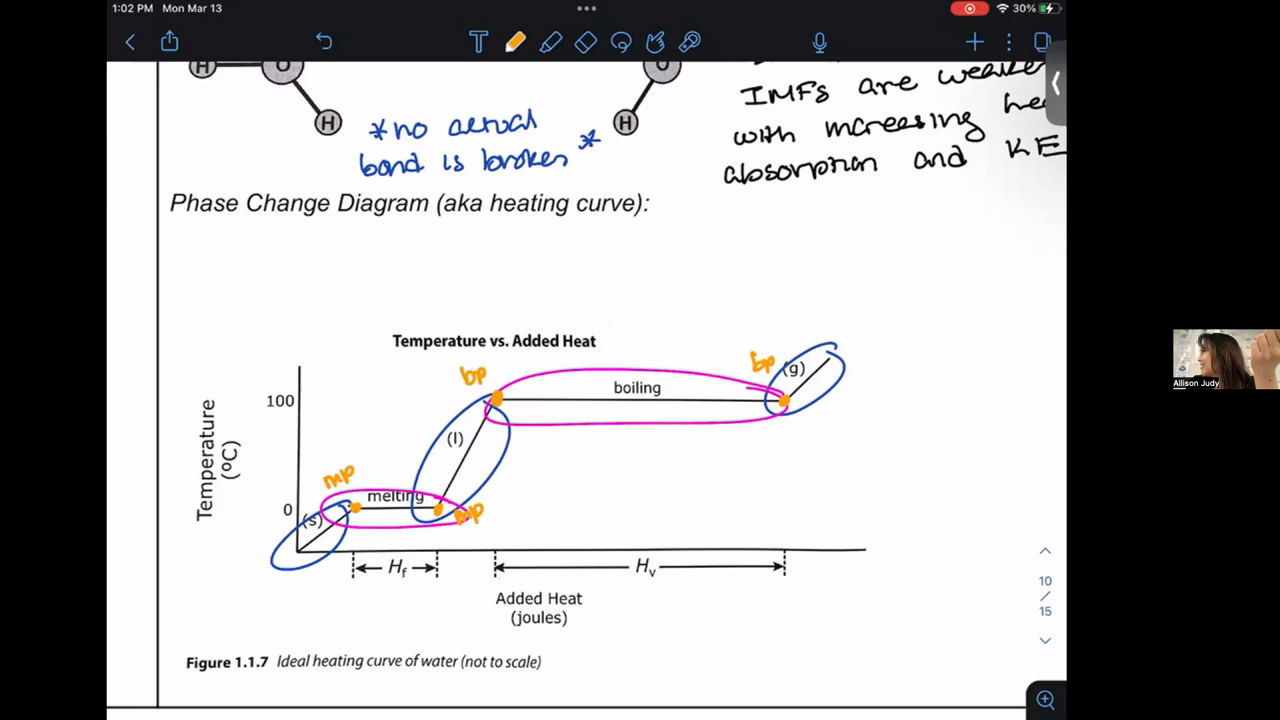 1:02 PM Mon Mar 13
30%
H
O
O
H
H
*no actual
bond is broken *
IMFs are
with increasing
absorption and KE
Phase Change Diagram (aka heating curve):
Temperature vs. Added Heat
bp
bp
(g)
boiling
100
(l)
Temperature
(ºC)
mp
melting
0
mp
(s)
Hf
Hv
Added Heat
(joules)
Figure 1.1.7 Ideal heating curve of water (not to scale)
10
/
15
Allison Judy